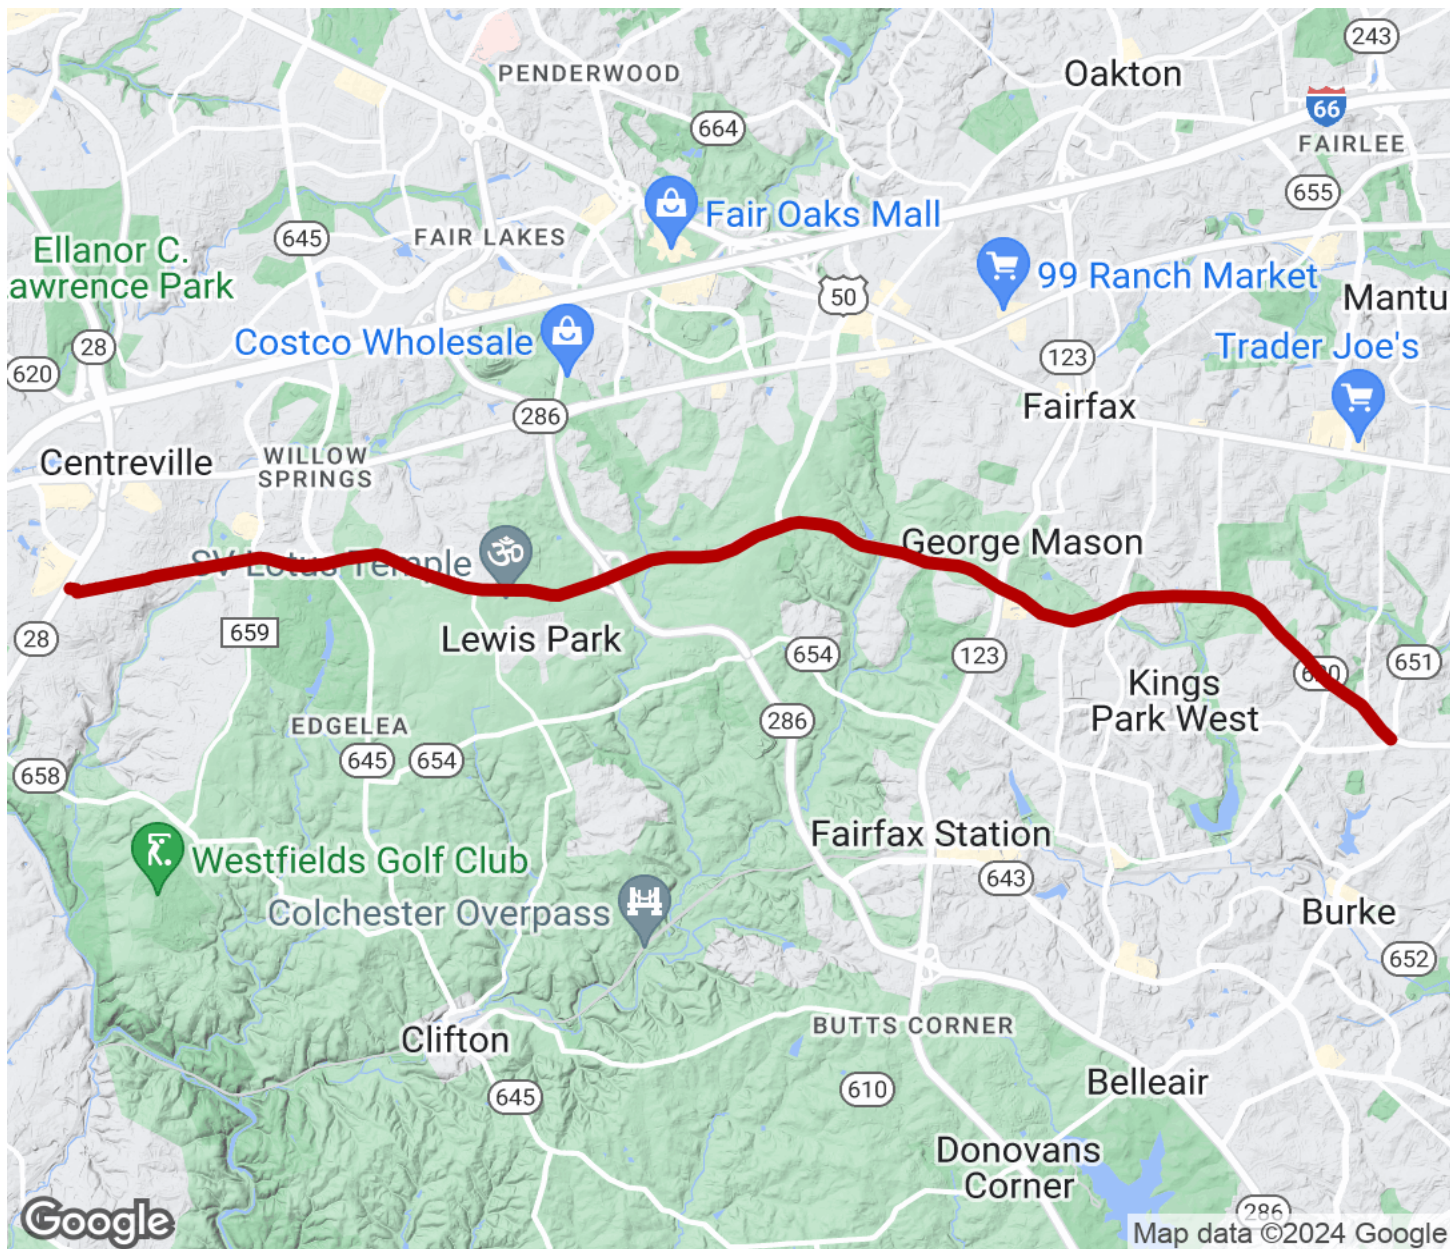 243
PENDERWOOD
Oakton
66
664
FAIRLEE
655
Fair Oaks Mall
645
FAIR LAKES
Ellanor C.
awrence Park
99 Ranch Market
50
Mantu
28
Costco Wholesale
Trader Joe's
123
620
Fairfax
286
Centreville
WILLOW
SPRINGS
George Mason
SV Lotus Temple
659
28
Lewis Park
654
123
651
Kings
Park West
286
EDGELEA
645
654
658
Fairfax Station
Westfields Golf Club
643
Colchester Overpass
Burke
652
BUTTS CORNER
Clifton
Belleair
645
610
Donovans
Corner
286
Google
Map data ©2024 Google